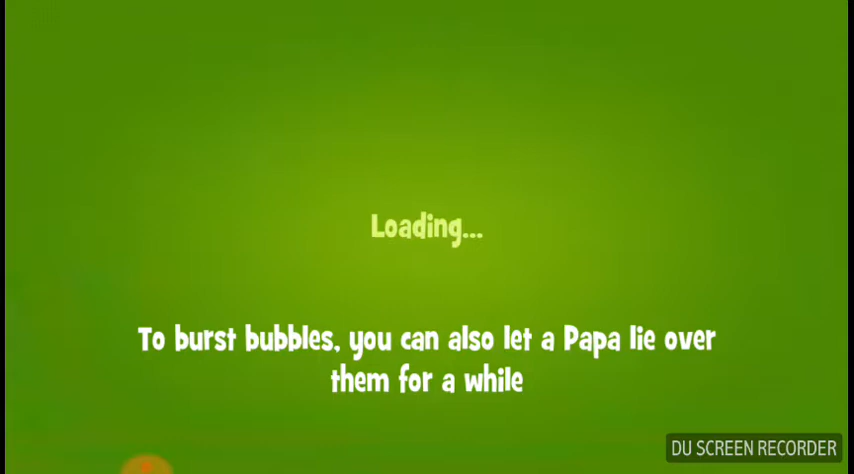 Loading...
To burst bubbles, you can also let a Papa lie over
them for a while
DU SCREEN RECORDER